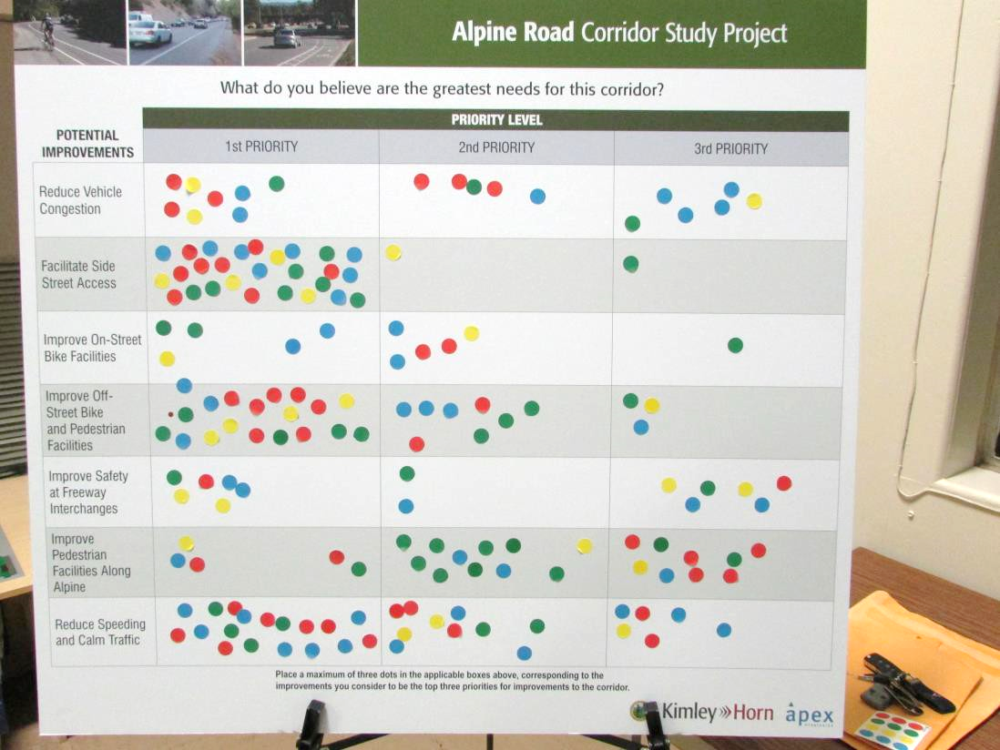 Alpine Road Corridor Study Project
What do you believe are the greatest needs for this corridor?
POTENTIAL
IMPROVEMENTS
PRIORITY LEVEL
1st PRIORITY
2nd PRIORITY
3rd PRIORITY
Reduce Vehicle
Congestion
Facilitate Side
Street Access
Improve On-Street
Bike Facilities
Improve Off-
Street Bike
and Pedestrian
Facilities
Improve Safety
at Freeway
Interchanges
Improve
Pedestrian
Facilities Along
Alpine
Reduce Speeding
and Calm Traffic
Place a maximum of three dots in the applicable boxes above, corresponding to the
improvements you consider to be the top three priorities for improvements to the corridor.
Kimley»Horn
apex